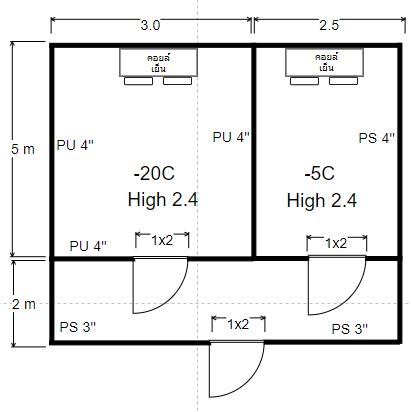 3.0
2.5
คอยล์
เย็น
คอยล์
เย็น
5 m
PU 4"
PU 4"
PS 4"
-20C
High 2.4
-5C
High 2.4
PU 4"
1x2
1x2
2 m
PS 3"
1x2
PS 3"